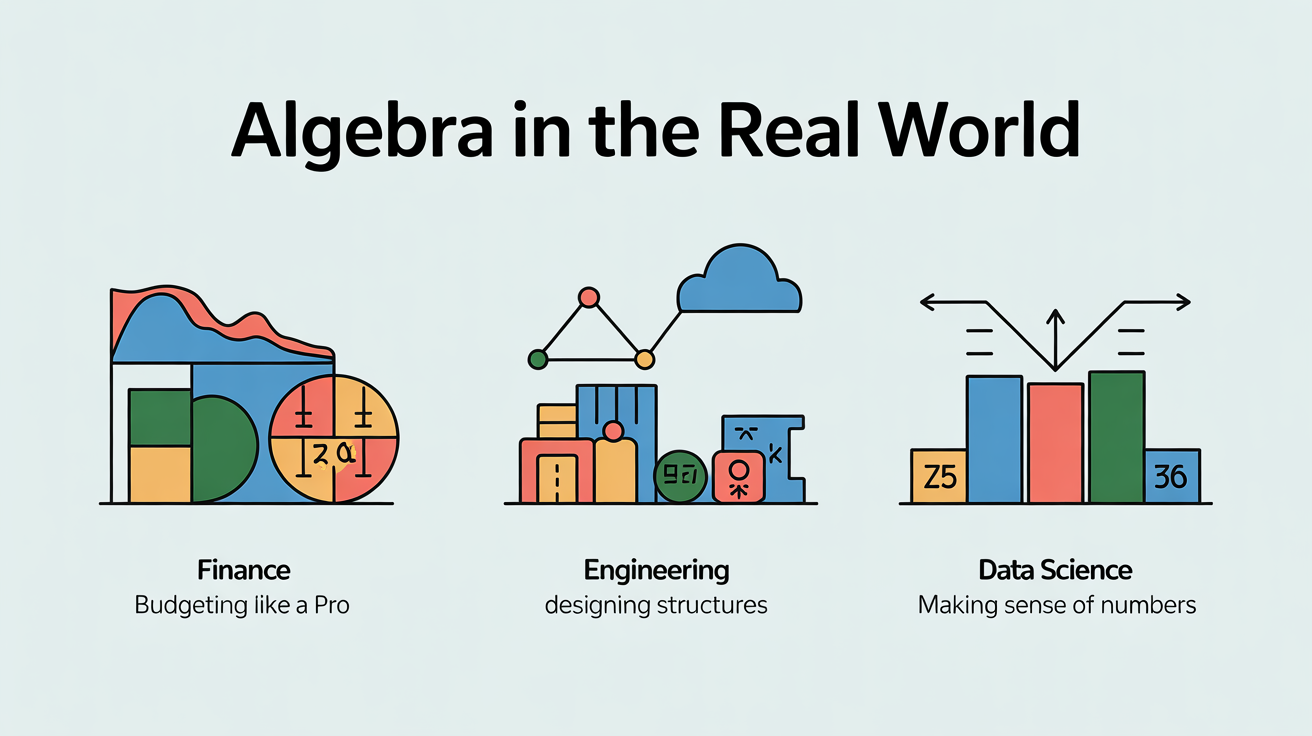 Algebra in the Real World
Z5
36
Finance
Engineering
Data Science
Budgeting like a Pro
designing structures
Making sense of numbers